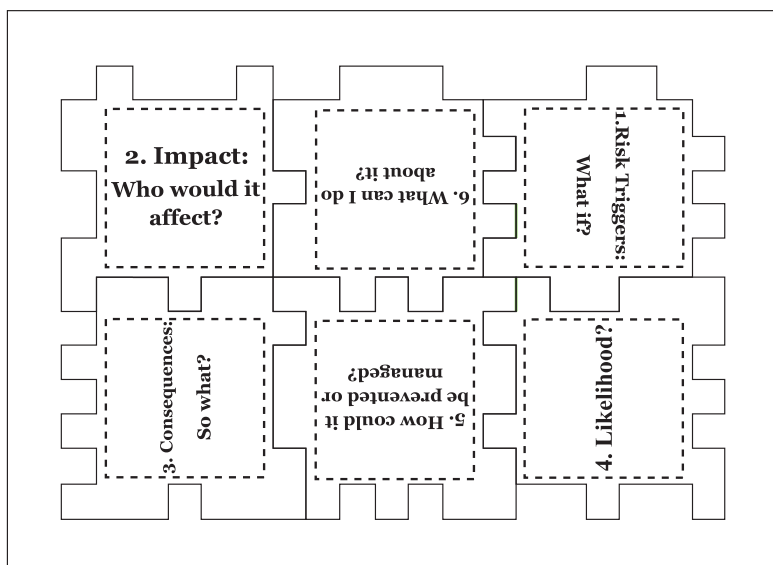 2. Impact:
Who would it
affect?
6. What can I do
about it?
1.Risk Triggers:
What if?
3. Consequences:
So what?
5. How could it
be prevented or
managed?
4. Likelihood?